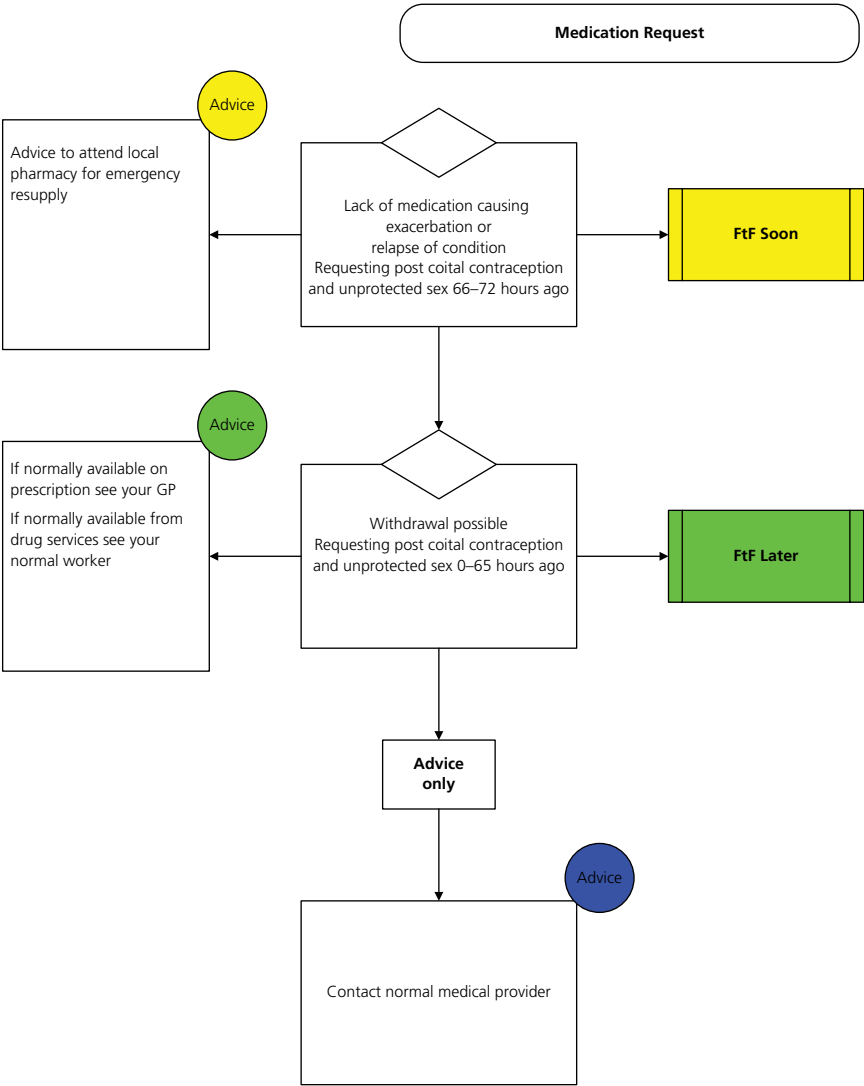 Medication Request
Advice
Advice to attend local
pharmacy for emergency
resupply
Lack of medication causing
exacerbation or
relapse of condition
Requesting post coital contraception
and unprotected sex 66–72 hours ago
FtF Soon
Advice
If normally available on
prescription see your GP
If normally available from
drug services see your
normal worker
Withdrawal possible
Requesting post coital contraception
and unprotected sex 0–65 hours ago
FtF Later
Advice
only
Advice
Contact normal medical provider